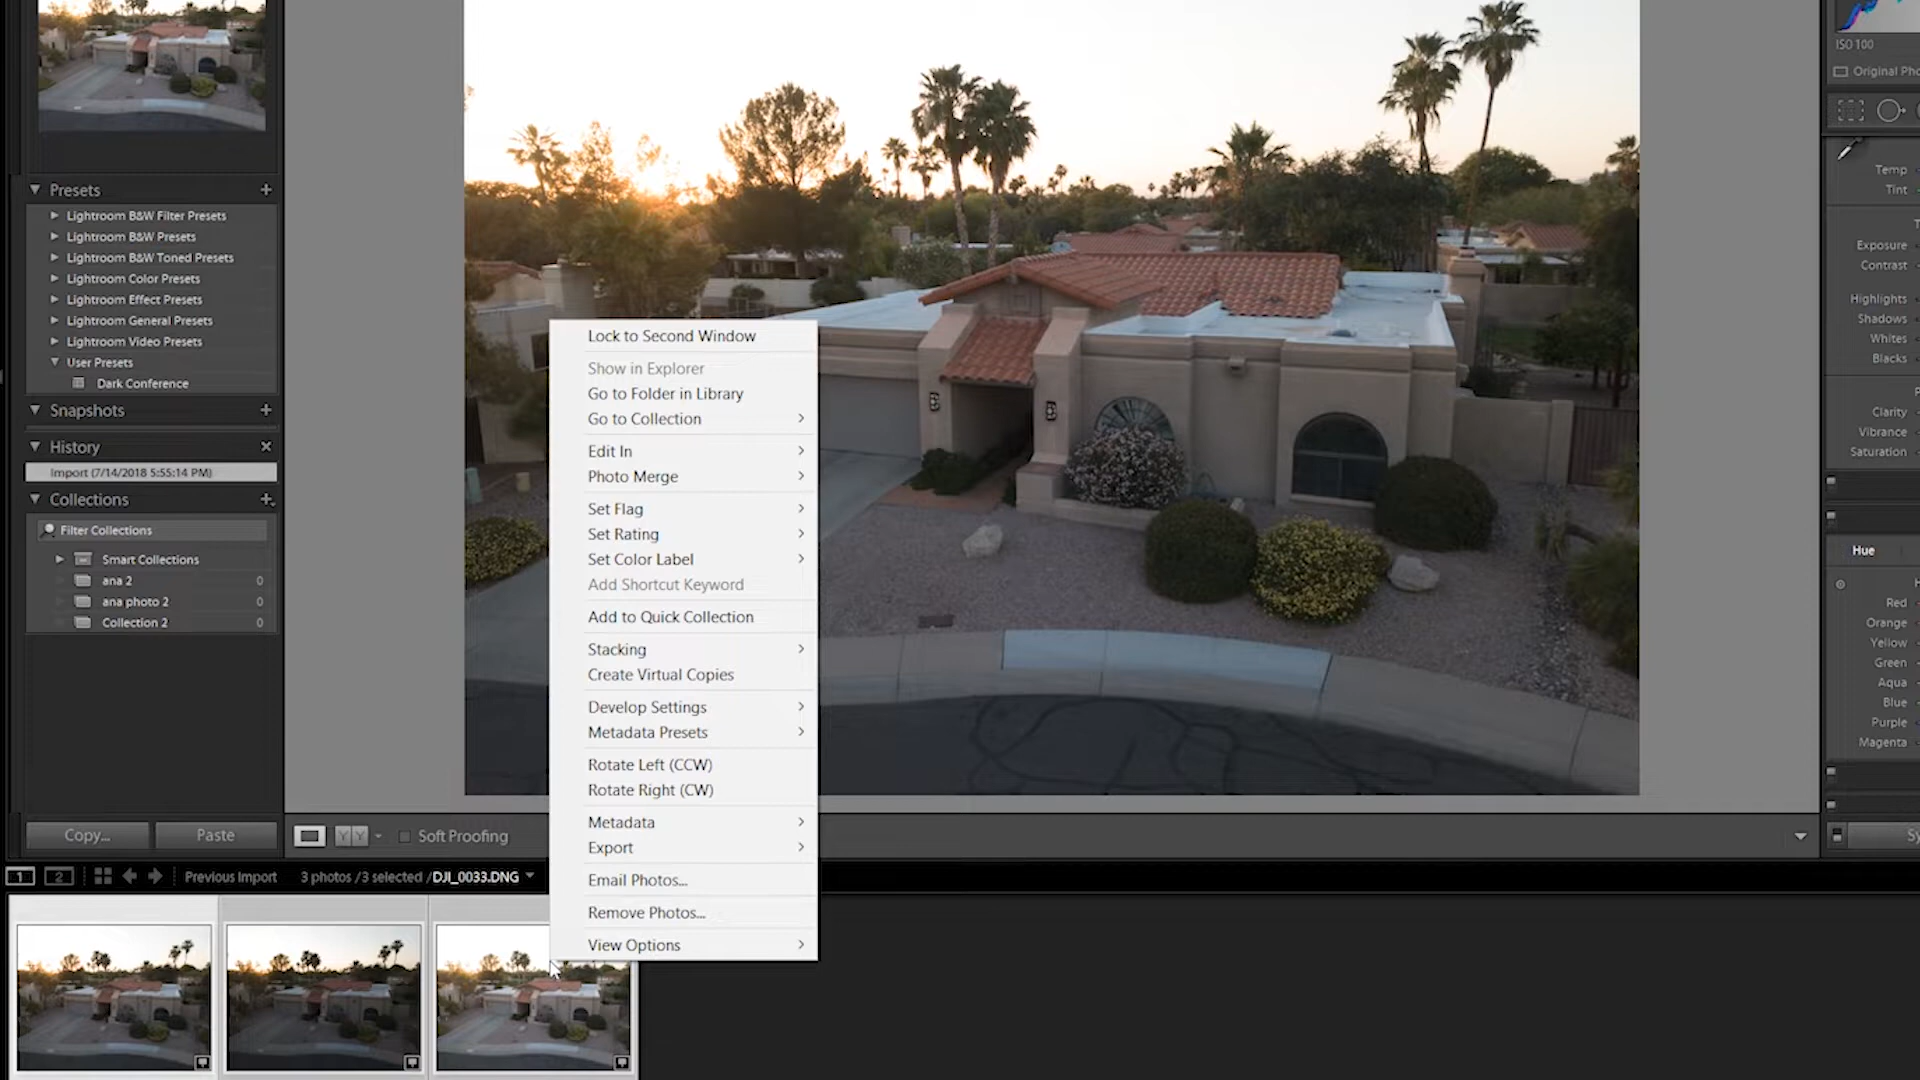 Presets
Lightroom B&W Filter Presets
Lightroom B&W Presets
Lightroom B&W Toned Presets
Lightroom Color Presets
Lightroom Effect Presets
Lightroom General Presets
Lightroom Video Presets
User Presets
Dark Conference
Snapshots
History
Import (7/14/2018 5:55:14 PM)
Collections
Filter Collections
Smart Collections
ana 2 0
ana photo 2 0
Collection 2 0
Copy...
Paste
Lock to Second Window
Show in Explorer
Go to Folder in Library
Go to Collection
Edit In
Photo Merge
Set Flag
Set Rating
Set Color Label
Add Shortcut Keyword
Add to Quick Collection
Stacking
Create Virtual Copies
Develop Settings
Metadata Presets
Rotate Left (CCW)
Rotate Right (CW)
Metadata
Export
Email Photos...
Remove Photos...
View Options
YY
Soft Proofing
1 2 Previous Import 3 photos /3 selected /DJI_0033.DNG
ISO 100
Original Pho
Temp
Tint
T
Exposure
Contrast
Highlights
Shadows
Whites
Blacks
P
Clarity
Vibrance
Saturation
Hue
H
Red
Orange
Yellow
Green
Aqua
Blue
Purple
Magenta
Sy